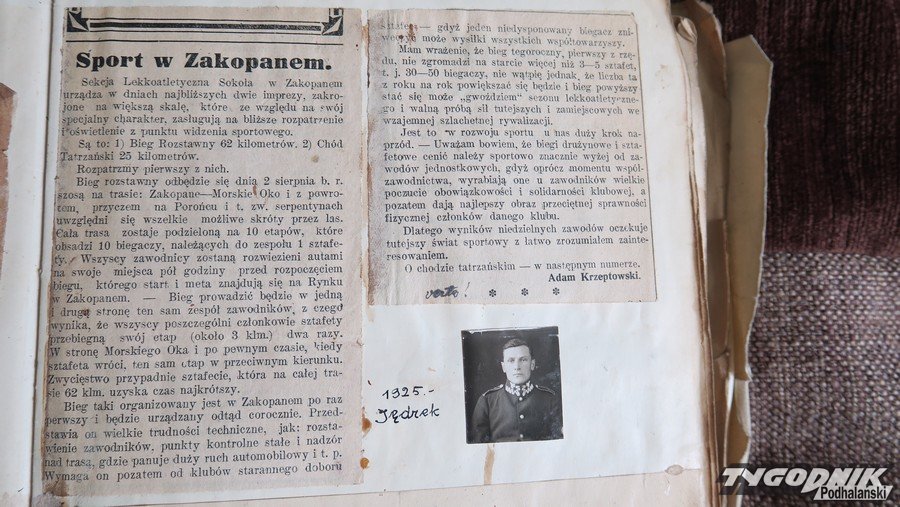 Sport w Zakopanem.
Sekcja Lekkoatletyczna Sokoła w Zakopanem
urządza w dniach najbliższych dwie imprezy, zakro-
jone na większą skalę, które ze względu na swój
specjalny charakter, zasługują na bliższe rozpatrzenie
i oświetlenie z punktu widzenia sportowego.
Są to: 1) Bieg Rozstawny 62 kilometrów. 2) Chód
Tatrzański 25 kilometrów.
Rozpatrzmy pierwszy z nich.
Bieg rozstawny odbędzie się dnia 2 sierpnia b. r.
szosą na trasie: Zakopane—Morskie Oko i z powro-
tem, przyczem na Porońcu i t. zw. serpentynach
uwzględni się wszelkie możliwe skróty przez las.
Cała trasa zostaje podzieloną na 10 etapów, które
obsadzi 10 biegaczy, należących do zespołu 1 sztafe-
ty. Wszyscy zawodnicy zostaną rozwiezieni autami
na swoje miejsca pół godziny przed rozpoczęciem
biegu, którego start i meta znajdują się na Rynku
w Zakopanem. — Bieg prowadzić będzie w jedną
i drugą stronę ten sam zespół zawodników, z czego
wynika, że wszyscy poszczególni członkowie sztafety
przebiegną swój etap (około 3 klm.) dwa razy.
W stronę Morskiego Oka i po pewnym czasie, kiedy
sztafeta wróci, ten sam etap w przeciwnym kierunku.
Zwycięstwo przypadnie sztafecie, która na całej tra-
sie 62 klm. uzyska czas najkrótszy.
Bieg taki organizowany jest w Zakopanem po raz
pierwszy i będzie urządzany odtąd corocznie. Przed-
stawia on wielkie trudności techniczne, jak: rozsta-
wienie zawodników, punkty kontrolne stałe i nadzór
nad trasą, gdzie panuje duży ruch automobilowy i t. p.
Wymaga on pozatem od klubów starannego doboru
sztafety — gdyż jeden niedysponowany biegacz zni-
weczyć może wysiłki wszystkich współtowarzyszy.
Mam wrażenie, że bieg tegoroczny, pierwszy z rzę-
du, nie zgromadzi na starcie więcej niż 3—5 sztafet,
t. j. 30—50 biegaczy, nie wątpię jednak, że liczba ta
z roku na rok powiększać się będzie i bieg powyższy
stać się może „gwoździem" sezonu lekkoatletyczne-
go i walną próbą sił tutejszych i zamiejscowych we
wzajemnej szlachetnej rywalizacji.
Jest to w rozwoju sportu u nas duży krok na-
przód. — Uważam bowiem, że biegi drużynowe i szta-
fetowe cenić należy sportowo znacznie wyżej od za-
wodów jednostkowych, gdyż oprócz momentu współ-
zawodnictwa, wyrabiają one u zawodników wielkie
poczucie obowiązkowości i solidarności klubowej, a
pozatem dają najlepszy obraz przeciętnej sprawności
fizycznej członków danego klubu.
Dlatego wyników niedzielnych zawodów oczekuje
tutejszy świat sportowy z łatwo zrozumiałem zainte-
resowaniem.
O chodzie tatrzańskim — w następnym numerze.
Adam Krzeptowski.
verto! * * *
1925.-
Jędrek
TYGODNIK
Podhalański